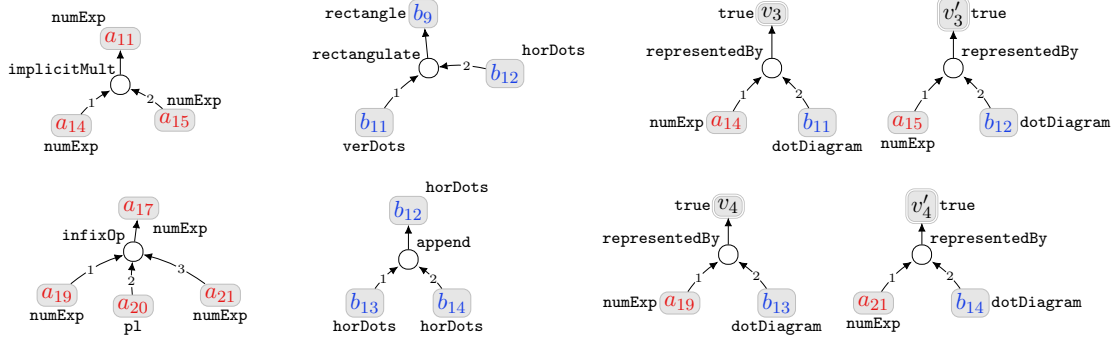 numExp
a11
implicitMult
1 2
numExp
a14 a15
numExp
rectangle b9
rectangulate
horDots
2
b12
1
b11
verDots
true v3
representedBy
1 2
numExp a14 b11
dotDiagram
v′3 true
representedBy
1 2
a15 b12 dotDiagram
numExp
a17
numExp
infixOp
1 2 3
a19 a20 a21
numExp pl numExp
horDots
b12
append
1 2
b13 b14
horDots horDots
true v4
representedBy
1 2
numExp a19 b13
dotDiagram
v′4 true
representedBy
1 2
a21 b14 dotDiagram
numExp